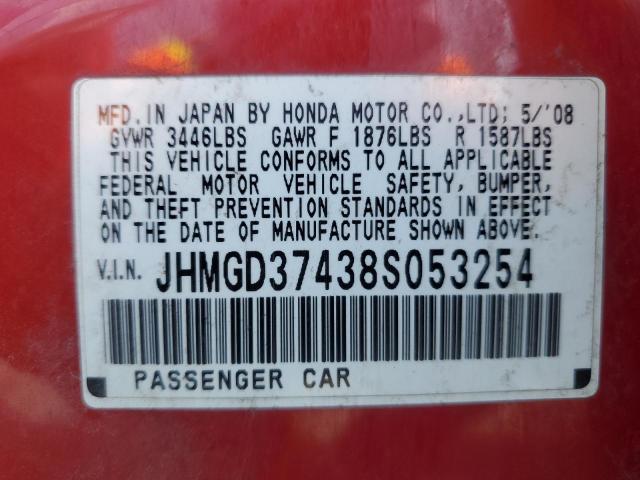 MFD. IN JAPAN BY HONDA MOTOR CO., LTD; 5/'08
GVWR 3446LBS GAWR F 1876LBS R 1587LBS
THIS VEHICLE CONFORMS TO ALL APPLICABLE
FEDERAL MOTOR VEHICLE SAFETY, BUMPER,
AND THEFT PREVENTION STANDARDS IN EFFECT
ON THE DATE OF MANUFACTURE SHOWN ABOVE.
V.I.N. JHMGD37438S053254
PASSENGER CAR